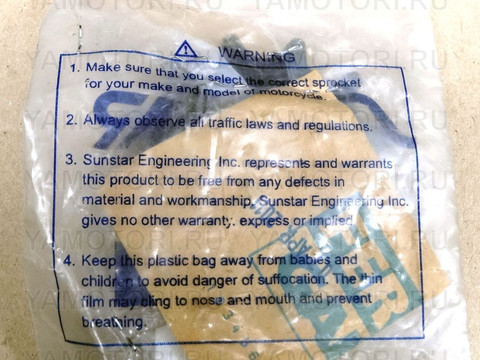 YAMOTORI.RU
⚠ WARNING
1. Make sure that you select the correct sprocket
for your make and model of motorcycle.
2. Always observe all traffic laws and regulations.
3. Sunstar Engineering Inc. represents and warrants
this product to be free from any defects in
material and workmanship, Sunstar Engineering Inc.
gives no other warranty. express or implied.
4. Keep this plastic bag away from babies and
children to avoid danger of suffocation. The thin
film may cling to nose and mouth and prevent
breathing.